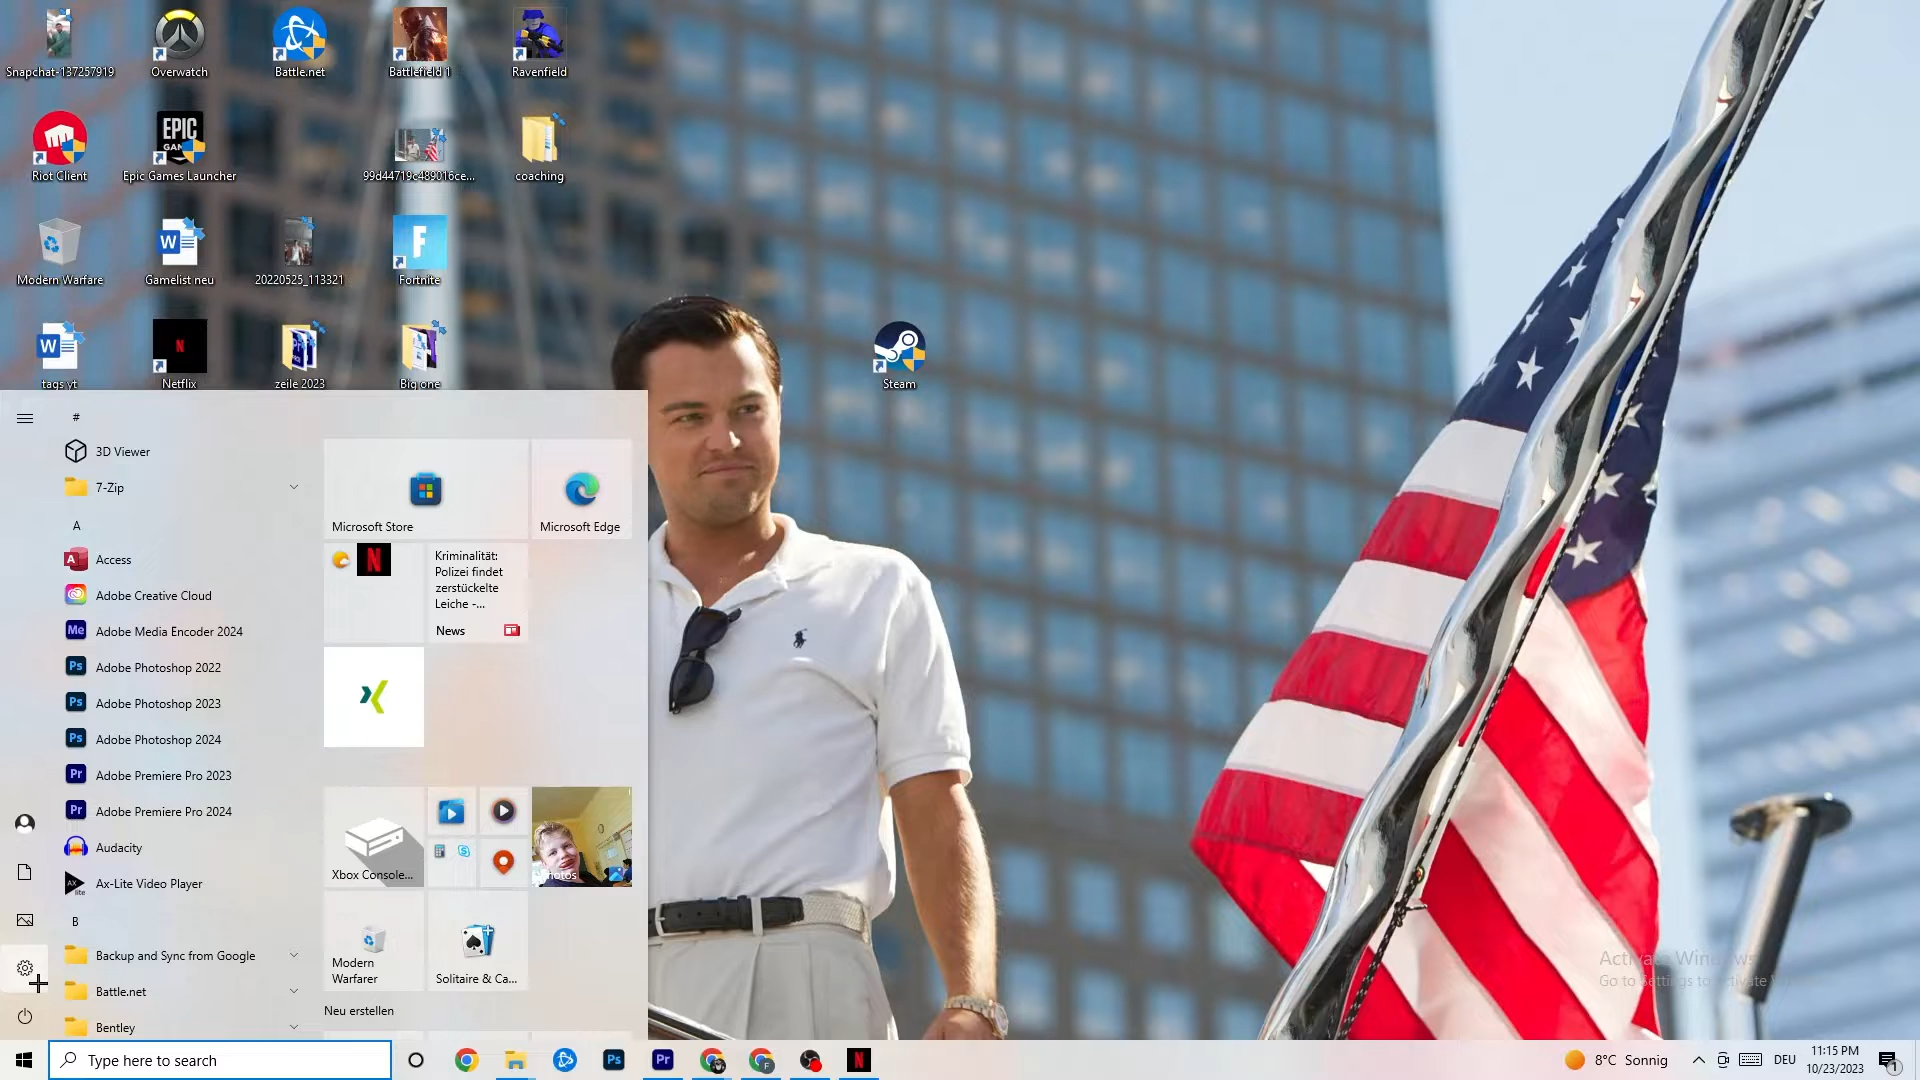 Snapchat-137257919
Overwatch
Battle.net
Battlefield 1
Ravenfield
Riot Client
EPIC
Epic Games Launcher
99d44719c489016ce...
coaching
Modern Warfare
Gamelist neu
20220525_113321
Fortnite
tags yt
Netflix
zeile 2023
Big one
Steam
#
3D Viewer
7-Zip
A
Access
Adobe Creative Cloud
Adobe Media Encoder 2024
Adobe Photoshop 2022
Adobe Photoshop 2023
Adobe Photoshop 2024
Adobe Premiere Pro 2023
Adobe Premiere Pro 2024
Audacity
Ax-Lite Video Player
B
Backup and Sync from Google
Battle.net
Bentley
Microsoft Store
Microsoft Edge
Kriminalität:
Polizei findet
zerstückelte
Leiche -...
News
Xbox Console...
Modern
Warfarer
Solitaire & Ca...
Neu erstellen
Activate Windows
Go to Settings to activate
Type here to search
8°C Sonnig
DEU
11:15 PM
10/23/2023
1